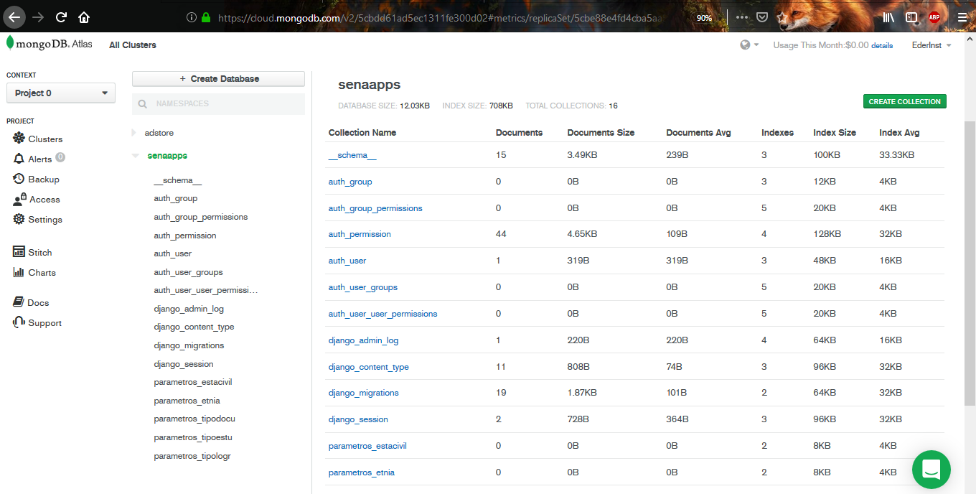 https://cloud.mongodb.com/v2/5cbdd61ad5ec1311fe300d02#metrics/replicaSet/5cbe88e4fd4cba5aa
90%
ABP
mongoDB. Atlas
All Clusters
Usage This Month:$0.00 details
EderInst
CONTEXT
Project 0
PROJECT
Clusters
Alerts 0
Backup
Access
Settings
Stitch
Charts
Docs
Support
+ Create Database
NAMESPACES
adstore
senaapps
__schema__
auth_group
auth_group_permissions
auth_permission
auth_user
auth_user_groups
auth_user_user_permissi...
django_admin_log
django_content_type
django_migrations
django_session
parametros_estacivil
parametros_etnia
parametros_tipodocu
parametros_tipoestu
parametros_tipologr
senaapps
DATABASE SIZE: 12.03KB INDEX SIZE: 708KB TOTAL COLLECTIONS: 16
CREATE COLLECTION
Collection Name Documents Documents Size Documents Avg Indexes Index Size Index Avg
__schema__ 15 3.49KB 239B 3 100KB 33.33KB
auth_group 0 0B 0B 3 12KB 4KB
auth_group_permissions 0 0B 0B 5 20KB 4KB
auth_permission 44 4.65KB 109B 4 128KB 32KB
auth_user 1 319B 319B 3 48KB 16KB
auth_user_groups 0 0B 0B 5 20KB 4KB
auth_user_user_permissions 0 0B 0B 5 20KB 4KB
django_admin_log 1 220B 220B 4 64KB 16KB
django_content_type 11 808B 74B 3 96KB 32KB
django_migrations 19 1.87KB 101B 2 64KB 32KB
django_session 2 728B 364B 3 96KB 32KB
parametros_estacivil 0 0B 0B 2 8KB 4KB
parametros_etnia 0 0B 0B 2 8KB 4KB